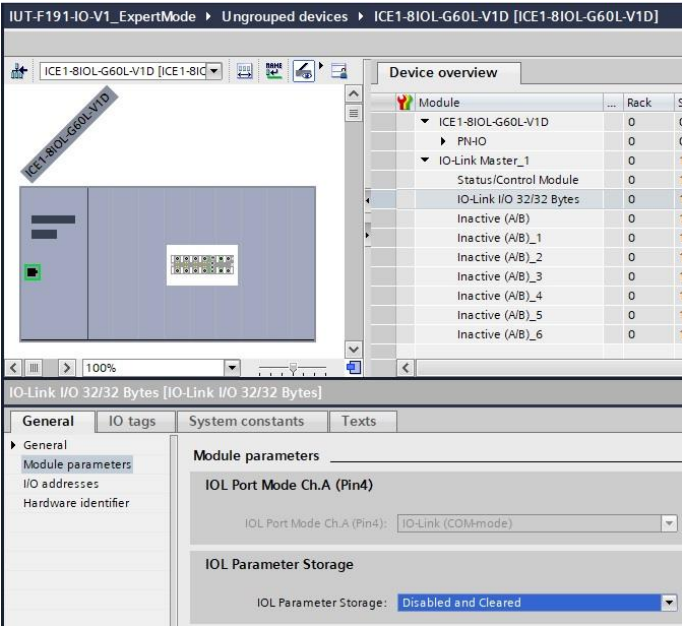 IUT-F191-IO-V1_ExpertMode ▸ Ungrouped devices ▸ ICE1-8IOL-G60L-V1D [ICE1-8IOL-G60L-V1D]
ICE1-8IOL-G60L-V1D [ICE1-8IC
Device overview
Module ... Rack S
ICE1-8IOL-G60L-V1D
ICE1-8IOL-G60L-V1D 0
PN-IO 0
IO-Link Master_1 0
Status/Control Module 0
IO-Link I/O 32/32 Bytes 0
Inactive (A/B) 0
Inactive (A/B)_1 0
Inactive (A/B)_2 0
Inactive (A/B)_3 0
Inactive (A/B)_4 0
Inactive (A/B)_5 0
Inactive (A/B)_6 0
100%
IO-Link I/O 32/32 Bytes [IO-Link I/O 32/32 Bytes]
General IO tags System constants Texts
General
Module parameters
I/O addresses
Hardware identifier
Module parameters
IOL Port Mode Ch.A (Pin4)
IOL Port Mode Ch.A (Pin4): IO-Link (COM-mode)
IOL Parameter Storage
IOL Parameter Storage: Disabled and Cleared